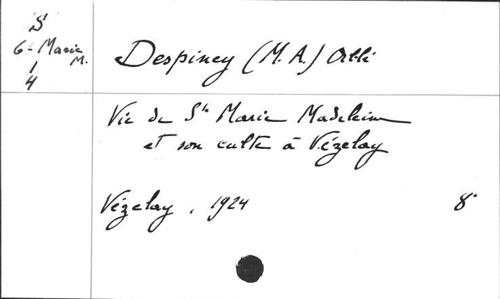 S
6 - Marie M.
1
4
Despiney (M. A.) Abbé
Vie de Ste Marie Madeleine
et son culte à Vézelay
Vézelay, 1924 8°